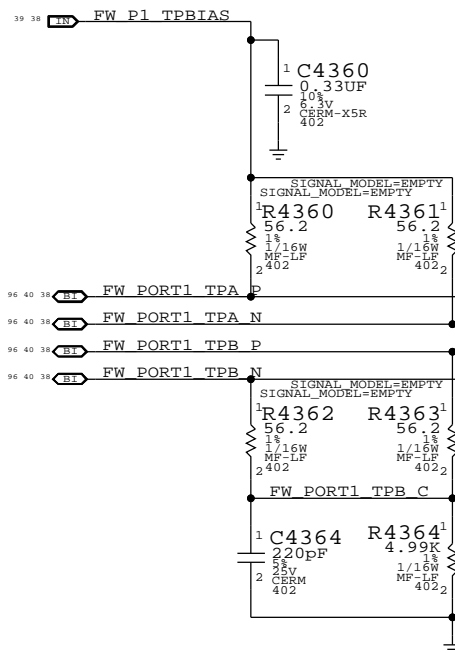 39 38 IN FW_P1_TPBIAS
1 C4360
0.33UF
10%
2 6.3V
CERM-X5R
402
SIGNAL_MODEL=EMPTY
SIGNAL_MODEL=EMPTY
1 R4360 R4361 1
56.2 56.2
1% 1%
1/16W 1/16W
MF-LF MF-LF
2 402 402 2
96 40 38 BI FW_PORT1_TPA_P
96 40 38 BI FW_PORT1_TPA_N
96 40 38 BI FW_PORT1_TPB_P
96 40 38 BI FW_PORT1_TPB_N
SIGNAL_MODEL=EMPTY
SIGNAL_MODEL=EMPTY
1 R4362 R4363 1
56.2 56.2
1% 1%
1/16W 1/16W
MF-LF MF-LF
2 402 402 2
FW_PORT1_TPB_C
1 C4364 R4364 1
220pF 4.99K
5% 1%
2 25V 1/16W
CERM MF-LF
402 402 2